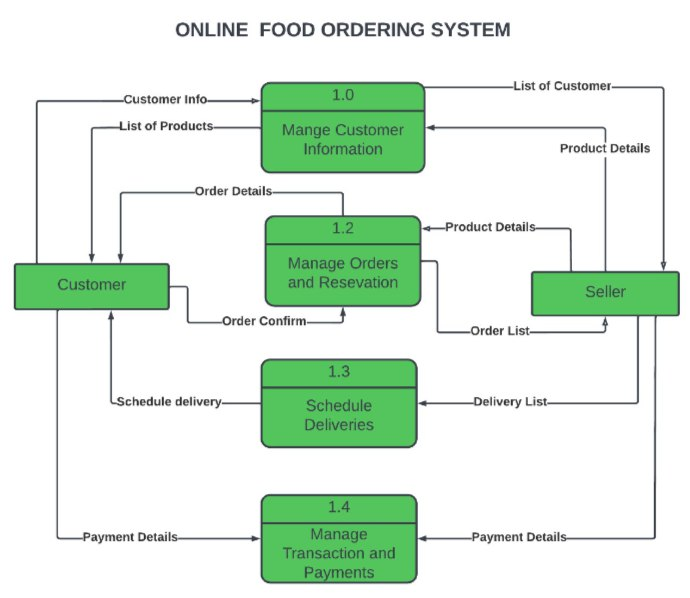 ONLINE FOOD ORDERING SYSTEM
1.0
List of Customer
Customer Info
List of Products
Mange Customer
Information
Product Details
Order Details
1.2
Product Details
Manage Orders
and Resevation
Customer
Seller
Order Confirm
Order List
1.3
Schedule delivery
Schedule
Deliveries
Delivery List
1.4
Payment Details
Manage
Transaction and
Payments
Payment Details